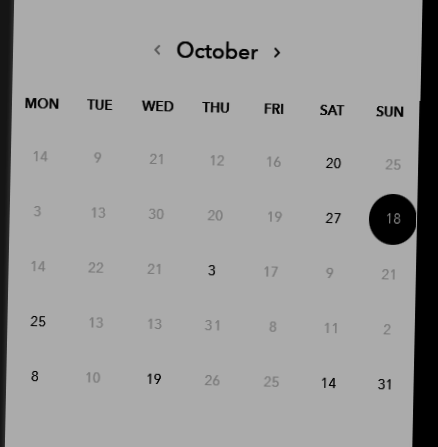 ‹ October ›
MON TUE WED THU FRI SAT SUN
14 9 21 12 16 20 25
3 13 30 20 19 27 18
14 22 21 3 17 9 21
25 13 13 31 8 11 2
8 10 19 26 25 14 31